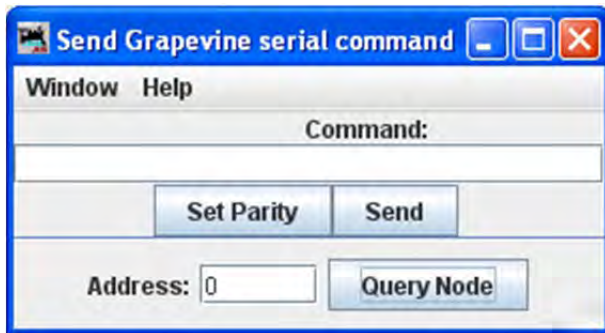 Send Grapevine serial command
Window Help
Command:
Set Parity Send
Address: 0 Query Node